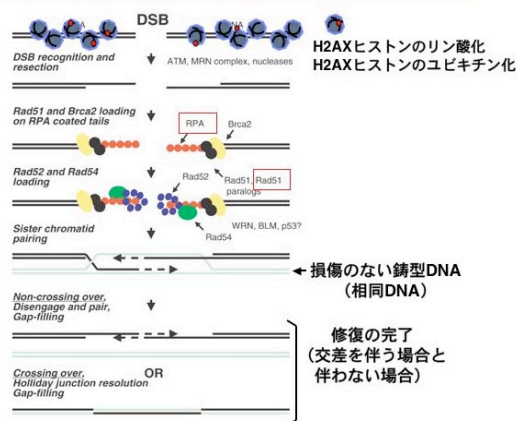 DSB
H2AXヒストンのリン酸化
H2AXヒストンのユビキチン化
DSB recognition and
resection
ATM, MRN complex, nucleases
Rad51 and Brca2 loading
on RPA coated tails
RPA
Brca2
Rad52 and Rad54
loading
Rad52
Rad51, Rad51
paralogs
WRN, BLM, p53?
Rad54
Sister chromatid
pairing
損傷のない鋳型DNA
(相同DNA)
Non-crossing over.
Disengage and pair,
Gap-filling
修復の完了
(交差を伴う場合と
伴わない場合)
OR
Crossing over.
Holliday junction resolution
Gap-filling